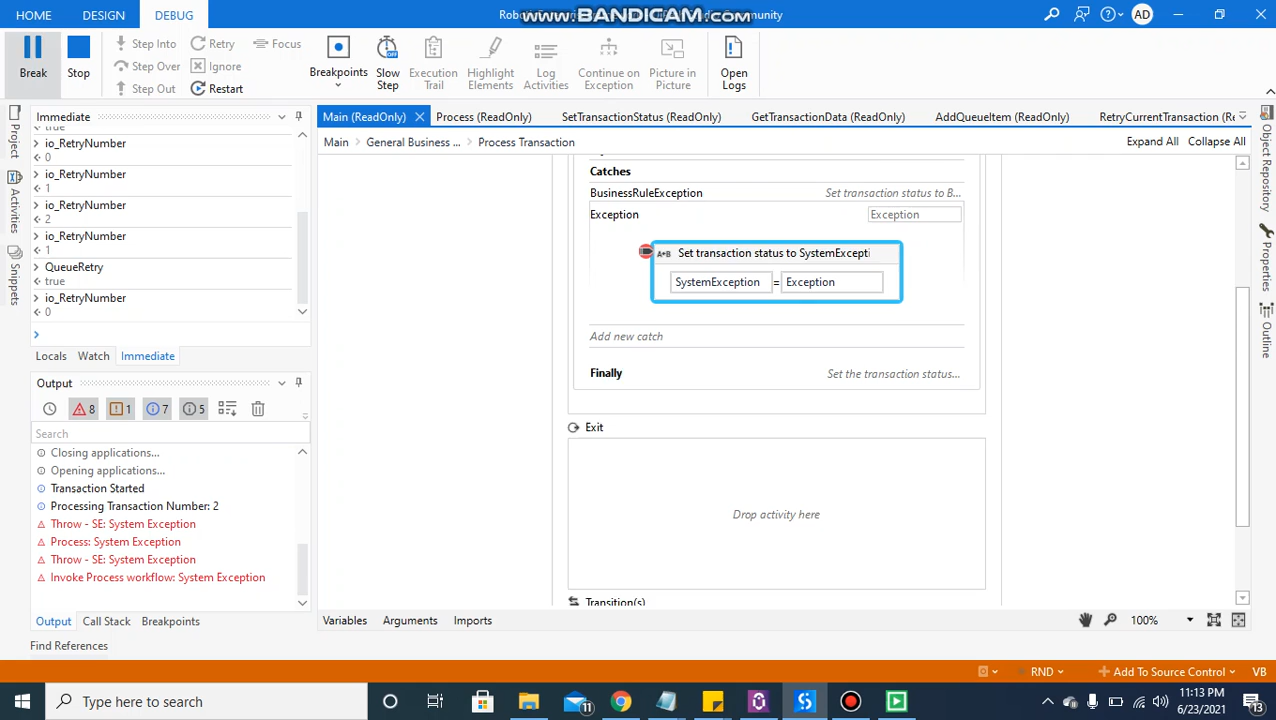 HOME
DESIGN
DEBUG
www.BANDICAM.com
AD
Break
Stop
Step Into
Step Over
Step Out
Retry
Ignore
Restart
Focus
Breakpoints
Slow
Step
Execution
Trail
Highlight
Elements
Log
Activities
Continue on
Exception
Picture in
Picture
Open
Logs
Project
Activities
Snippets
Immediate
true
io_RetryNumber
0
io_RetryNumber
1
io_RetryNumber
2
io_RetryNumber
1
QueueRetry
true
io_RetryNumber
0
Locals
Watch
Immediate
Output
8
1
7
5
Search
Closing applications...
Opening applications...
Transaction Started
Processing Transaction Number: 2
Throw - SE: System Exception
Process: System Exception
Throw - SE: System Exception
Invoke Process workflow: System Exception
Output
Call Stack
Breakpoints
Find References
Main (ReadOnly)
Process (ReadOnly)
SetTransactionStatus (ReadOnly)
GetTransactionData (ReadOnly)
AddQueueItem (ReadOnly)
RetryCurrentTransaction (Re
Main
General Business ...
Process Transaction
Expand All
Collapse All
Catches
BusinessRuleException
Set transaction status to B...
Exception
Exception
A+B
Set transaction status to SystemExcepti
SystemException
=
Exception
Add new catch
Finally
Set the transaction status...
Exit
Drop activity here
Transition(s)
Variables
Arguments
Imports
100%
Object Repository
Properties
Outline
RND
Add To Source Control
VB
Type here to search
11
11:13 PM
6/23/2021
13